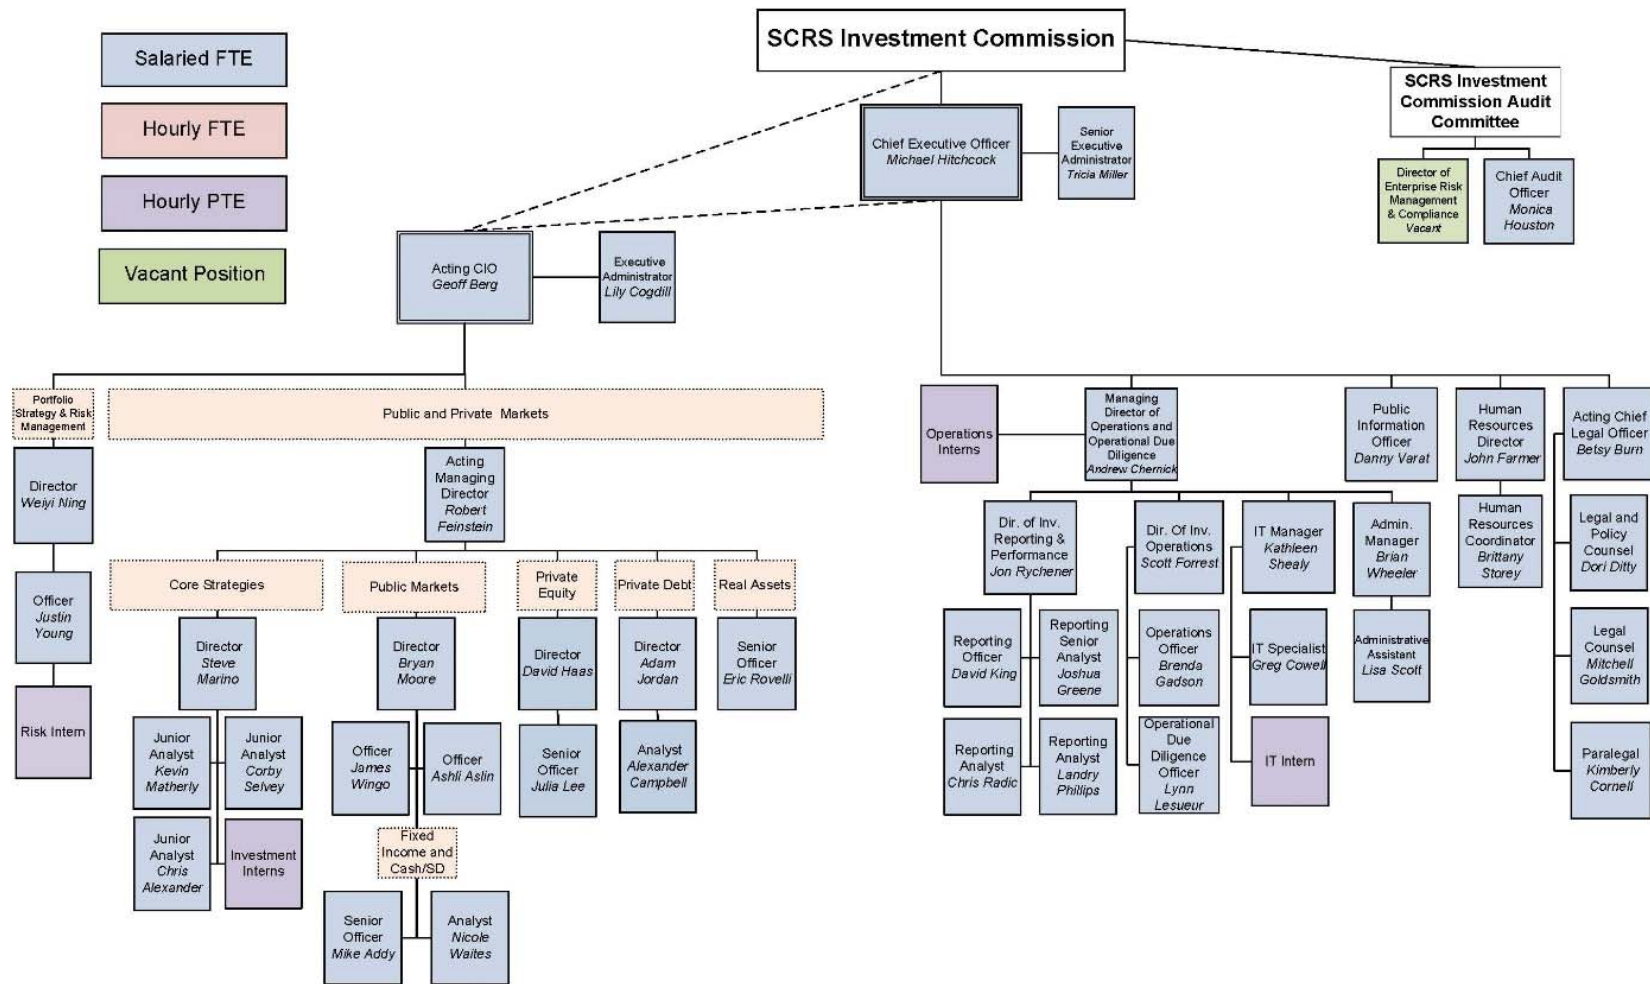 SCRS Investment Commission
Salaried FTE
Hourly FTE
Hourly PTE
Vacant Position
SCRS Investment
Commission Audit
Committee
Chief Executive Officer
Michael Hitchcock
Senior
Executive
Administrator
Tricia Miller
Director of
Enterprise Risk
Management
& Compliance
Vacant
Chief Audit
Officer
Monica
Houston
Acting CIO
Geoff Berg
Executive
Administrator
Lily Cogdill
Portfolio
Strategy & Risk
Management
Public and Private Markets
Director
Weiyi Ning
Officer
Justin
Young
Risk Intern
Acting
Managing
Director
Robert
Feinstein
Core Strategies
Public Markets
Private
Equity
Private Debt
Real Assets
Director
Steve
Marino
Director
Bryan
Moore
Director
David Haas
Director
Adam
Jordan
Senior
Officer
Eric Rovelli
Junior
Analyst
Kevin
Matherly
Junior
Analyst
Corby
Selvey
Officer
James
Wingo
Officer
Ashli Aslin
Senior
Officer
Julia Lee
Analyst
Alexander
Campbell
Junior
Analyst
Chris
Alexander
Investment
Interns
Fixed
Income and
Cash/SD
Senior
Officer
Mike Addy
Analyst
Nicole
Waites
Operations
Interns
Managing
Director of
Operations and
Operational Due
Diligence
Andrew Chernick
Public
Information
Officer
Danny Varat
Human
Resources
Director
John Farmer
Acting Chief
Legal Officer
Betsy Burn
Dir. of Inv.
Reporting &
Performance
Jon Rychener
Dir. Of Inv.
Operations
Scott Forrest
IT Manager
Kathleen
Shealy
Admin.
Manager
Brian
Wheeler
Human
Resources
Coordinator
Brittany
Storey
Legal and
Policy
Counsel
Dori Ditty
Reporting
Officer
David King
Reporting
Senior
Analyst
Joshua
Greene
Operations
Officer
Brenda
Gadson
IT Specialist
Greg Cowell
Administrative
Assistant
Lisa Scott
Legal
Counsel
Mitchell
Goldsmith
Reporting
Analyst
Chris Radic
Reporting
Analyst
Landry
Phillips
Operational
Due
Diligence
Officer
Lynn
Lesueur
IT Intern
Paralegal
Kimberly
Cornell